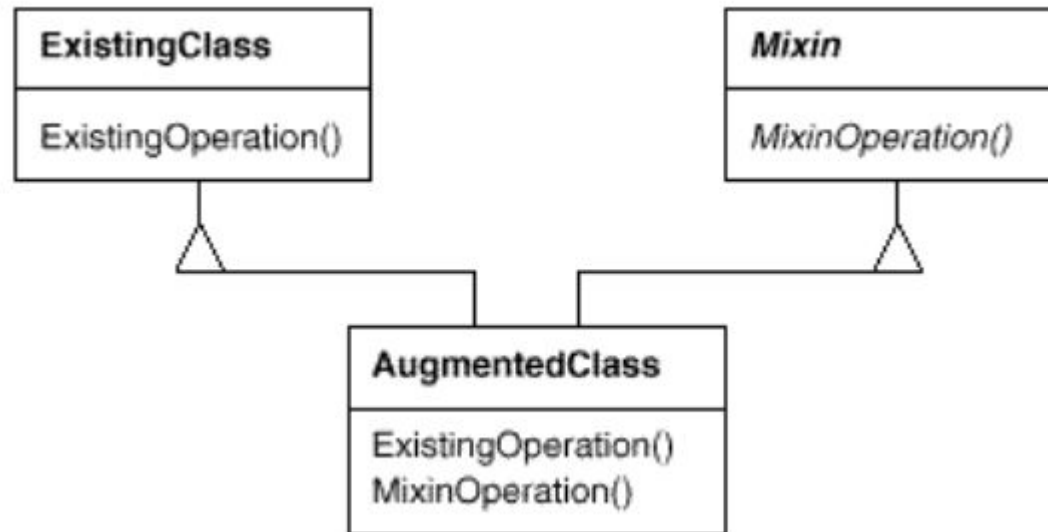 ExistingClass
ExistingOperation()
Mixin
MixinOperation()
AugmentedClass
ExistingOperation()
MixinOperation()